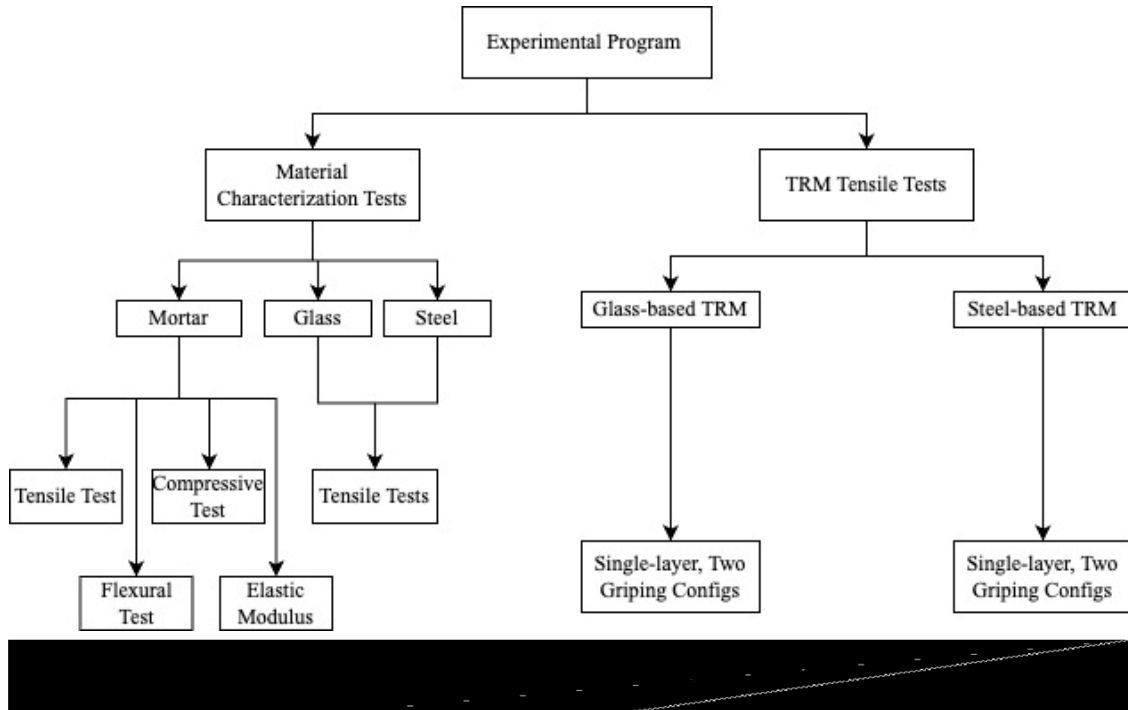 Experimental Program
Material
Characterization Tests
TRM Tensile Tests
Mortar
Glass
Steel
Glass-based TRM
Steel-based TRM
Tensile Test
Compressive
Test
Tensile Tests
Flexural
Test
Elastic
Modulus
Single-layer, Two
Griping Configs
Single-layer, Two
Griping Configs